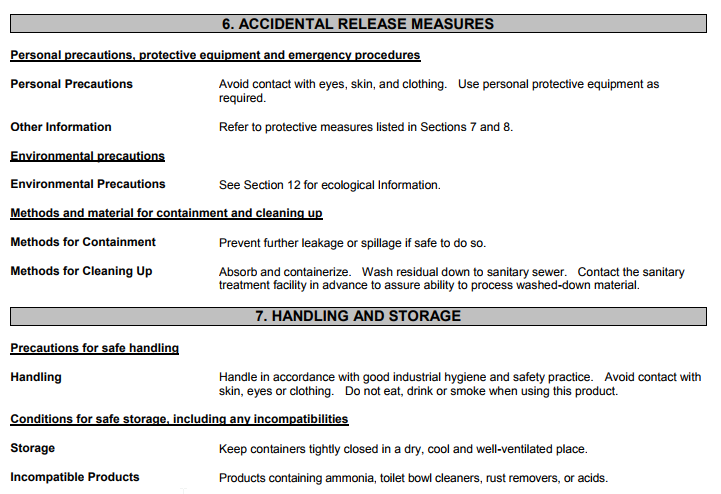 6. ACCIDENTAL RELEASE MEASURES
Personal precautions, protective equipment and emergency procedures
Personal Precautions Avoid contact with eyes, skin, and clothing. Use personal protective equipment as
required.
Other Information Refer to protective measures listed in Sections 7 and 8.
Environmental precautions
Environmental Precautions See Section 12 for ecological Information.
Methods and material for containment and cleaning up
Methods for Containment Prevent further leakage or spillage if safe to do so.
Methods for Cleaning Up Absorb and containerize. Wash residual down to sanitary sewer. Contact the sanitary
treatment facility in advance to assure ability to process washed-down material.
7. HANDLING AND STORAGE
Precautions for safe handling
Handling Handle in accordance with good industrial hygiene and safety practice. Avoid contact with
skin, eyes or clothing. Do not eat, drink or smoke when using this product.
Conditions for safe storage, including any incompatibilities
Storage Keep containers tightly closed in a dry, cool and well-ventilated place.
Incompatible Products Products containing ammonia, toilet bowl cleaners, rust removers, or acids.